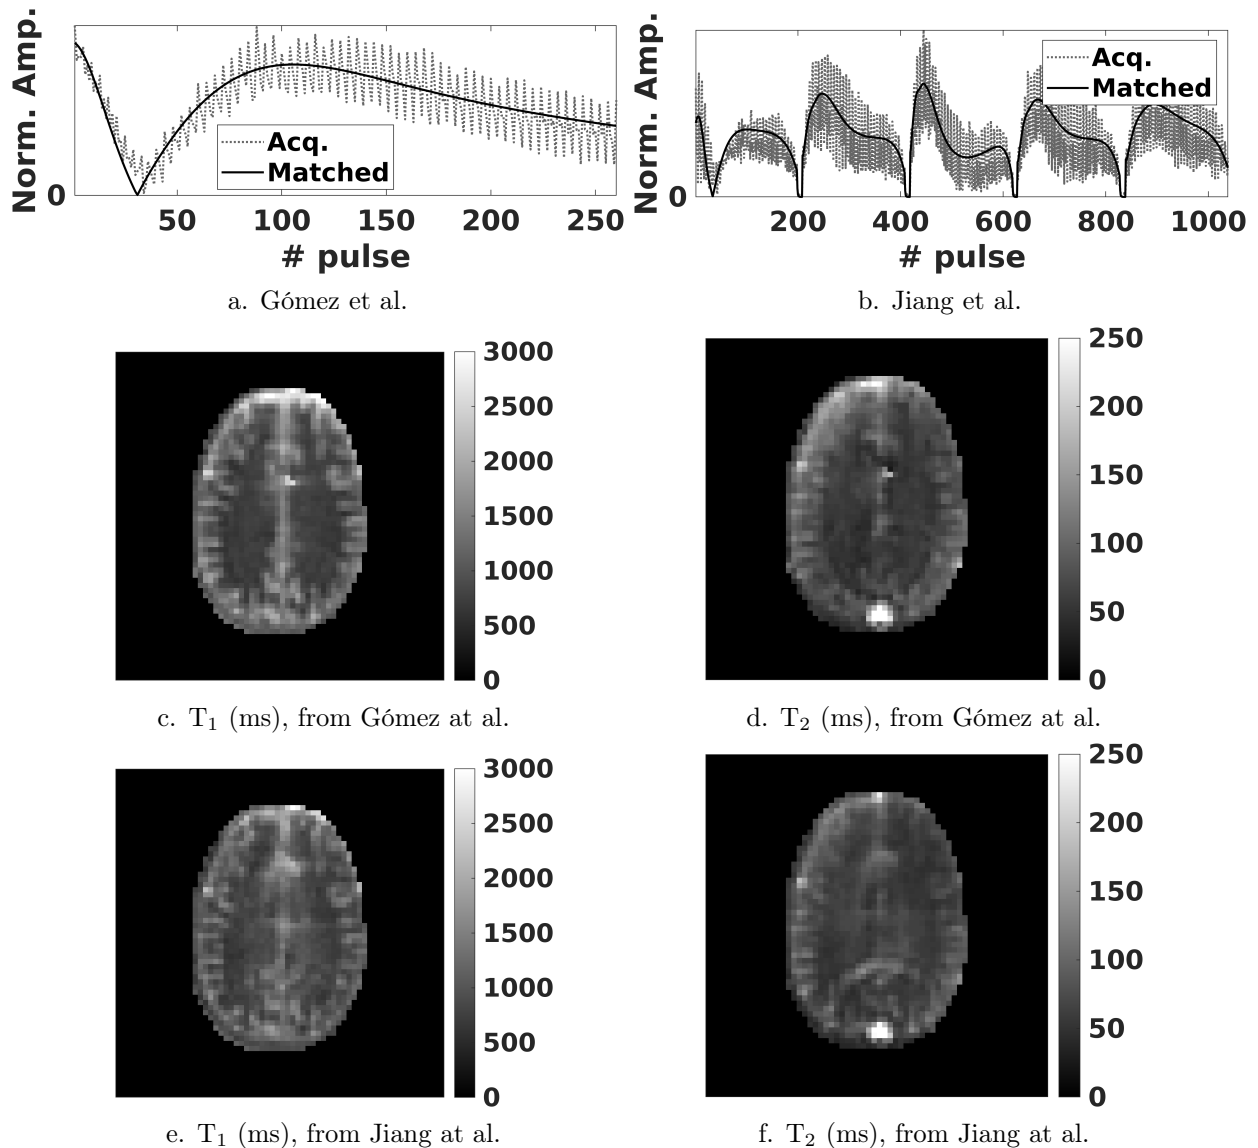 Norm. Amp.
0
Acq.
Matched
50 100 150 200 250
# pulse
a. Gómez et al.
Norm. Amp.
0
Acq.
Matched
200 400 600 800 1000
# pulse
b. Jiang et al.
3000
2500
2000
1500
1000
500
0
c. T₁ (ms), from Gómez at al.
250
200
150
100
50
0
d. T₂ (ms), from Gómez at al.
3000
2500
2000
1500
1000
500
0
e. T₁ (ms), from Jiang at al.
250
200
150
100
50
0
f. T₂ (ms), from Jiang at al.